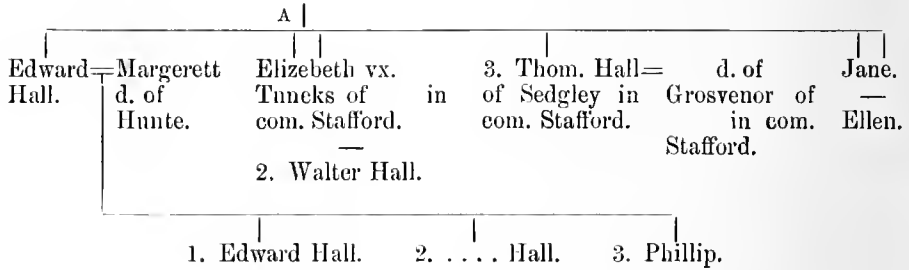 A
Edward=Margerett Elizebeth vx. 3. Thom. Hall= d. of Jane.
Hall. d. of Tuncks of in of Sedgley in Grosvenor of —
Hunte. com. Stafford. com. Stafford. in com. Ellen.
— Stafford.
2. Walter Hall.
1. Edward Hall. 2. .... Hall. 3. Phillip.